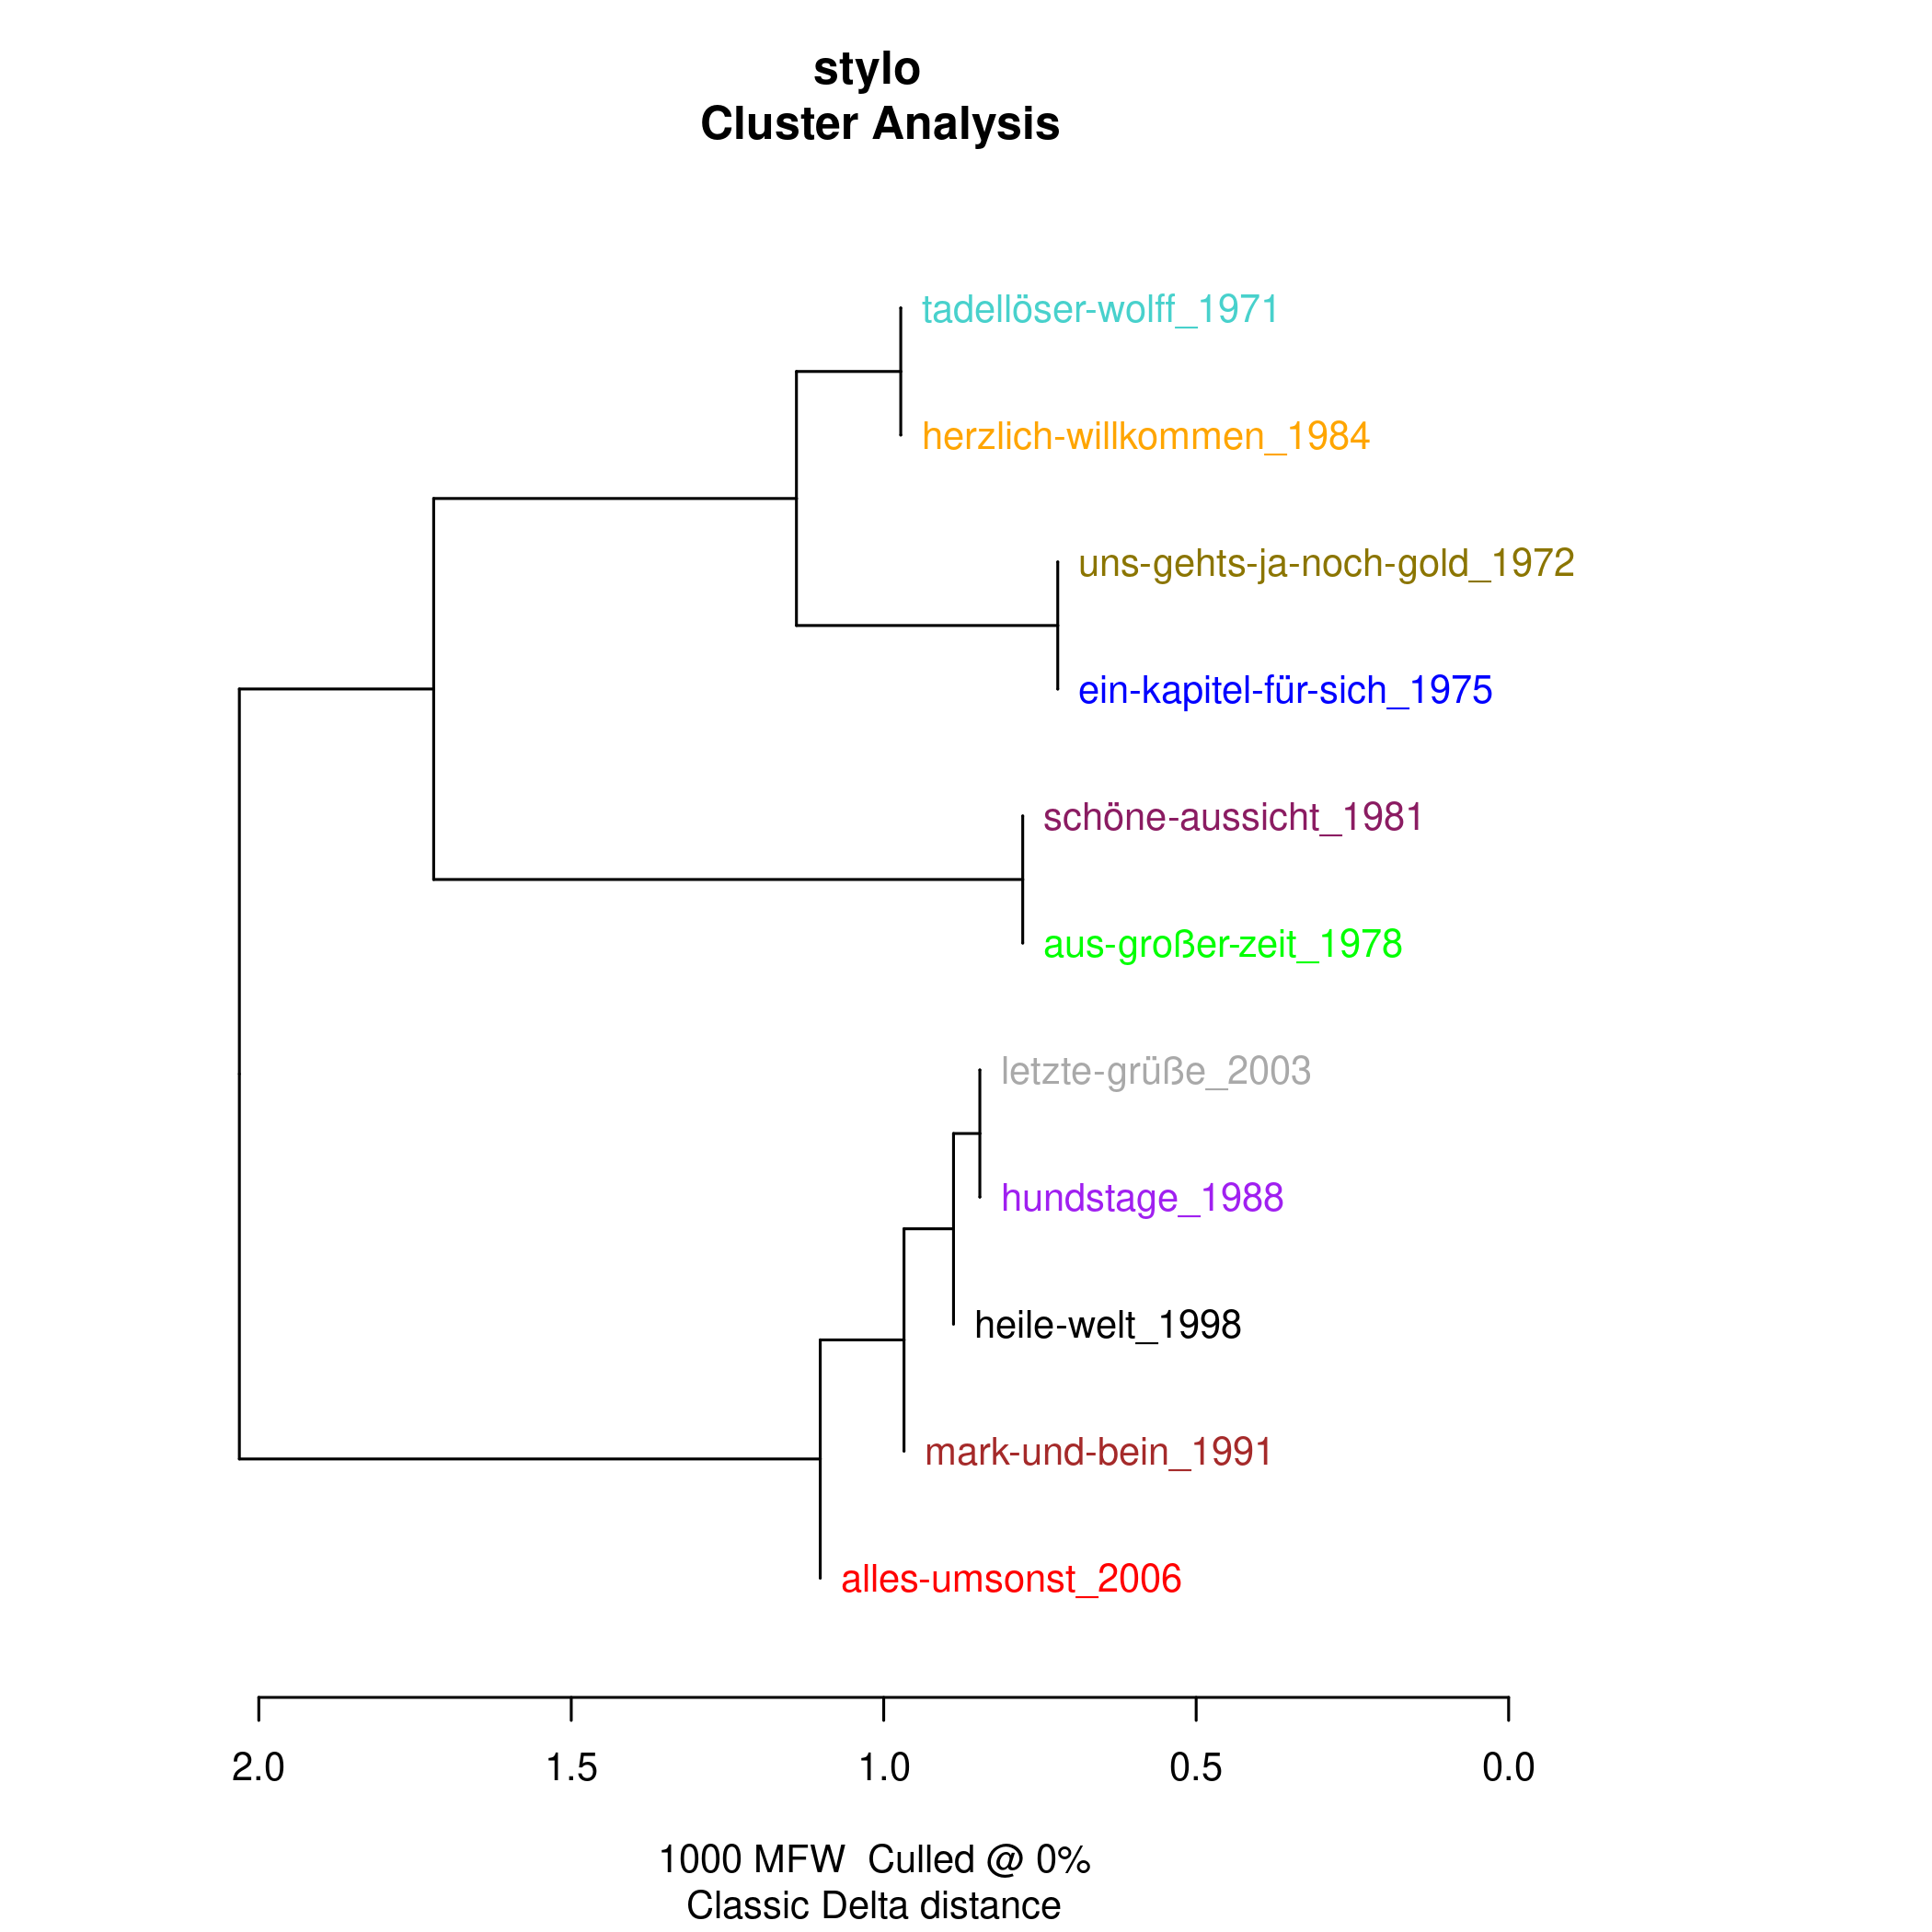 stylo
Cluster Analysis
tadellöser-wolff_1971
herzlich-willkommen_1984
uns-gehts-ja-noch-gold_1972
ein-kapitel-für-sich_1975
schöne-aussicht_1981
aus-großer-zeit_1978
letzte-grüße_2003
hundstage_1988
heile-welt_1998
mark-und-bein_1991
alles-umsonst_2006
2.0 1.5 1.0 0.5 0.0
1000 MFW  Culled @ 0%
Classic Delta distance